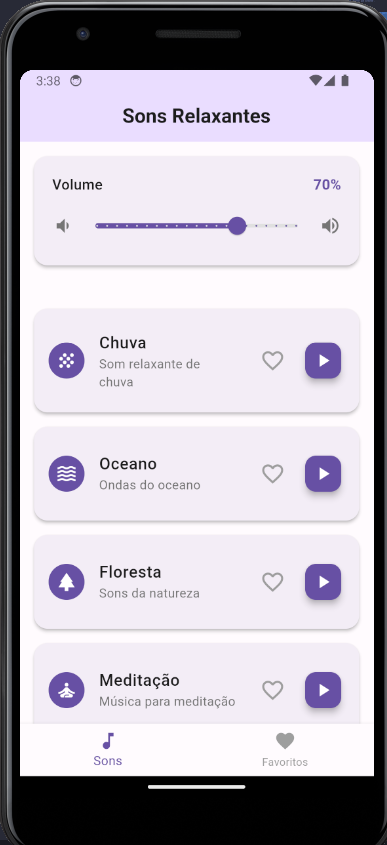 3:38
Sons Relaxantes
Volume 70%
Chuva
Som relaxante de
chuva
Oceano
Ondas do oceano
Floresta
Sons da natureza
Meditação
Música para meditação
Sons Favoritos